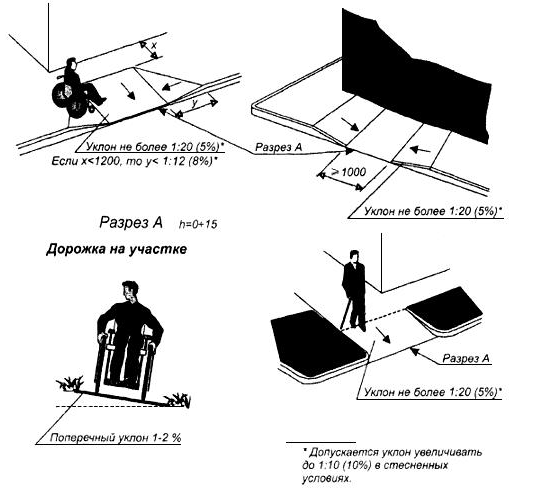 x
y
Уклон не более 1:20 (5%)*
Если x<1200, то y< 1:12 (8%)*
Разрез А
≥1000
Уклон не более 1:20 (5%)*
Разрез А h=0÷15
Дорожка на участке
Поперечный уклон 1-2 %
Разрез А
Уклон не более 1:20 (5%)*
* Допускается уклон увеличивать
до 1:10 (10%) в стесненных
условиях.